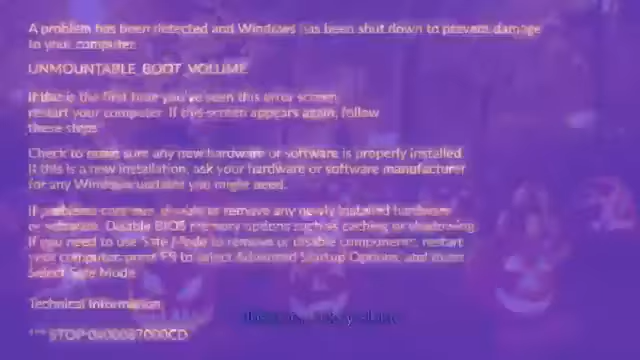 A problem has been detected and Windows has been shut down to prevent damage
to your computer.
UNMOUNTABLE_BOOT_VOLUME
If this is the first time you've seen this error screen
restart your computer. If this screen appears again, follow
these steps
Check to make sure any new hardware or software is properly installed.
If this is a new installation, ask your hardware or software manufacturer
for any Windows updates you might need.
If problems continue, disable or remove any newly installed hardware
or software. Disable BIOS memory options such as caching or shadowing.
If you need to use Safe Mode to remove or disable components, restart
your computer, press F8 to select Advanced Startup Options, and
Select Safe Mode
Technical Information
*** STOP